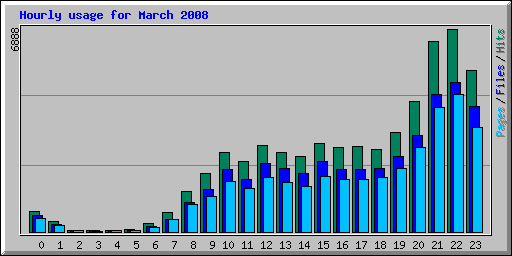 Hourly usage for March 2008
6888
Pages/Files/Hits
0 1 2 3 4 5 6 7 8 9 10 11 12 13 14 15 16 17 18 19 20 21 22 23